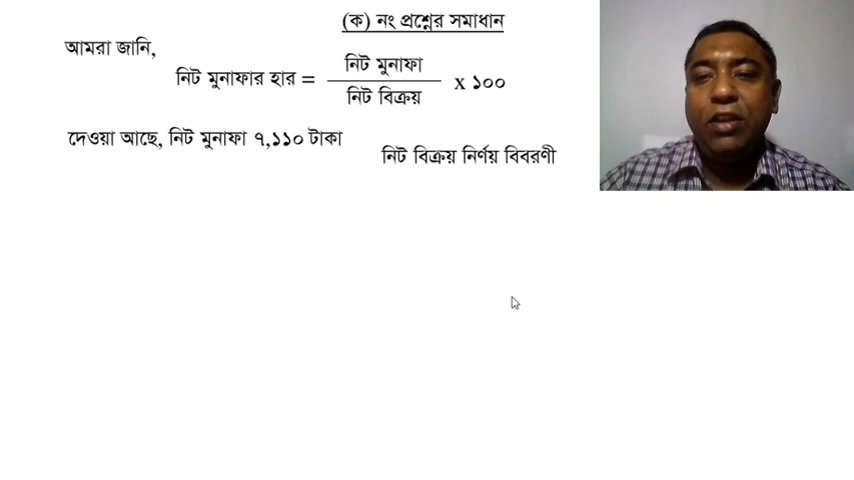 (ক) নং প্রশ্নের সমাধান
আমরা জানি,
নিট মুনাফার হার = নিট মুনাফা / নিট বিক্রয় x ১০০
দেওয়া আছে, নিট মুনাফা ৭,১১০ টাকা
নিট বিক্রয় নির্ণয় বিবরণী